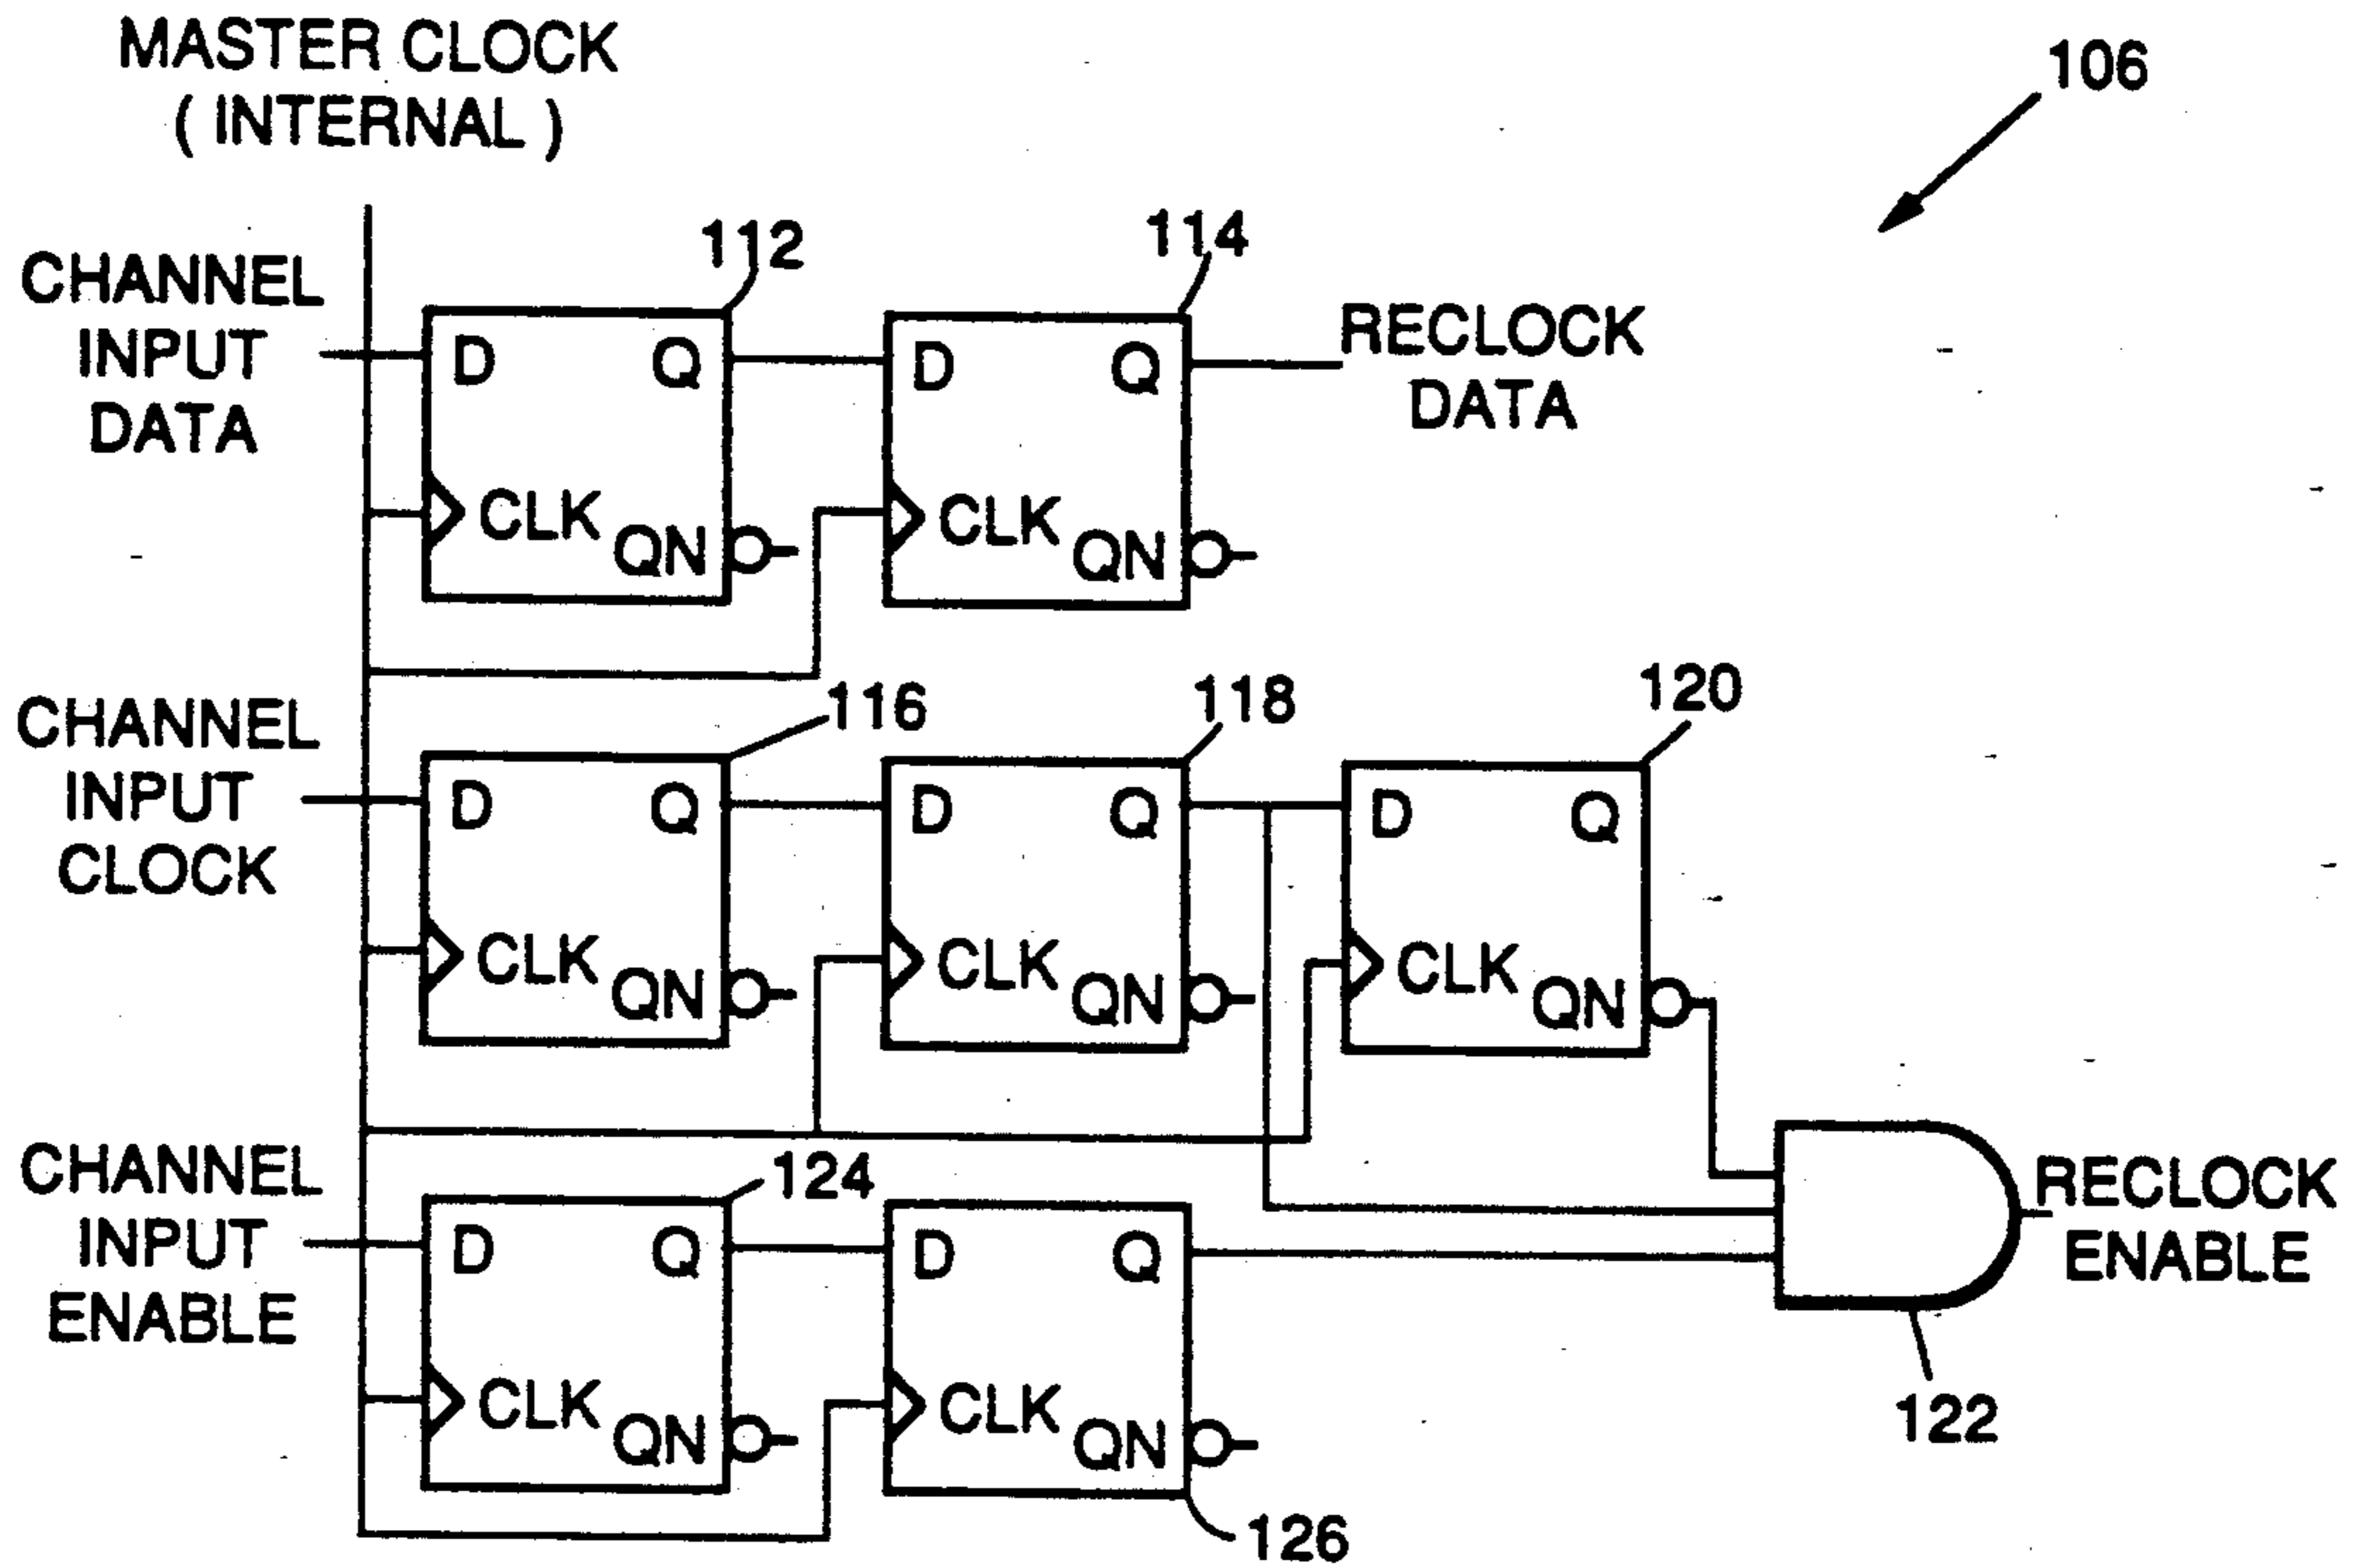 MASTER CLOCK
( INTERNAL )
106
CHANNEL
INPUT
DATA
112
D Q
CLK
QN
114
D Q
CLK
QN
RECLOCK
DATA
CHANNEL
INPUT
CLOCK
116
D Q
CLK
QN
118
D Q
CLK
QN
120
D Q
CLK
QN
CHANNEL
INPUT
ENABLE
124
D Q
CLK
QN
126
D Q
CLK
QN
122
RECLOCK
ENABLE